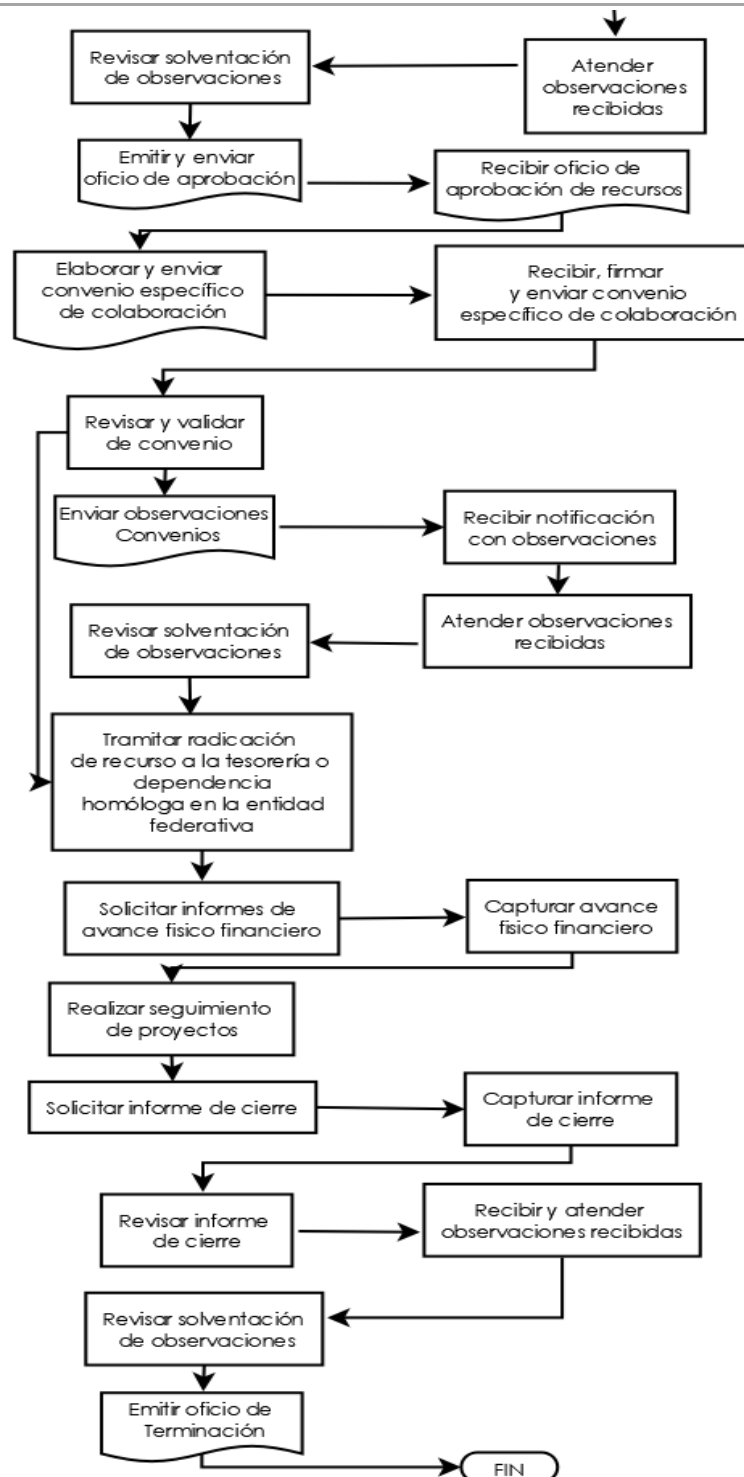 Revisar solventación
de observaciones
Atender
observaciones
recibidas
Emitir y enviar
oficio de aprobación
Recibir oficio de
aprobación de recursos
Elaborar y enviar
convenio específico
de colaboración
Recibir, firmar
y enviar convenio
específico de colaboración
Revisar y validar
de convenio
Enviar observaciones
Convenios
Recibir notificación
con observaciones
Atender observaciones
recibidas
Revisar solventación
de observaciones
Tramitar radicación
de recurso a la tesorería o
dependencia
homóloga en la entidad
federativa
Solicitar informes de
avance fisico financiero
Capturar avance
fisico financiero
Realizar seguimiento
de proyectos
Solicitar informe de cierre
Capturar informe
de cierre
Revisar informe
de cierre
Recibir y atender
observaciones recibidas
Revisar solventación
de observaciones
Emitir oficio de
Terminación
FIN